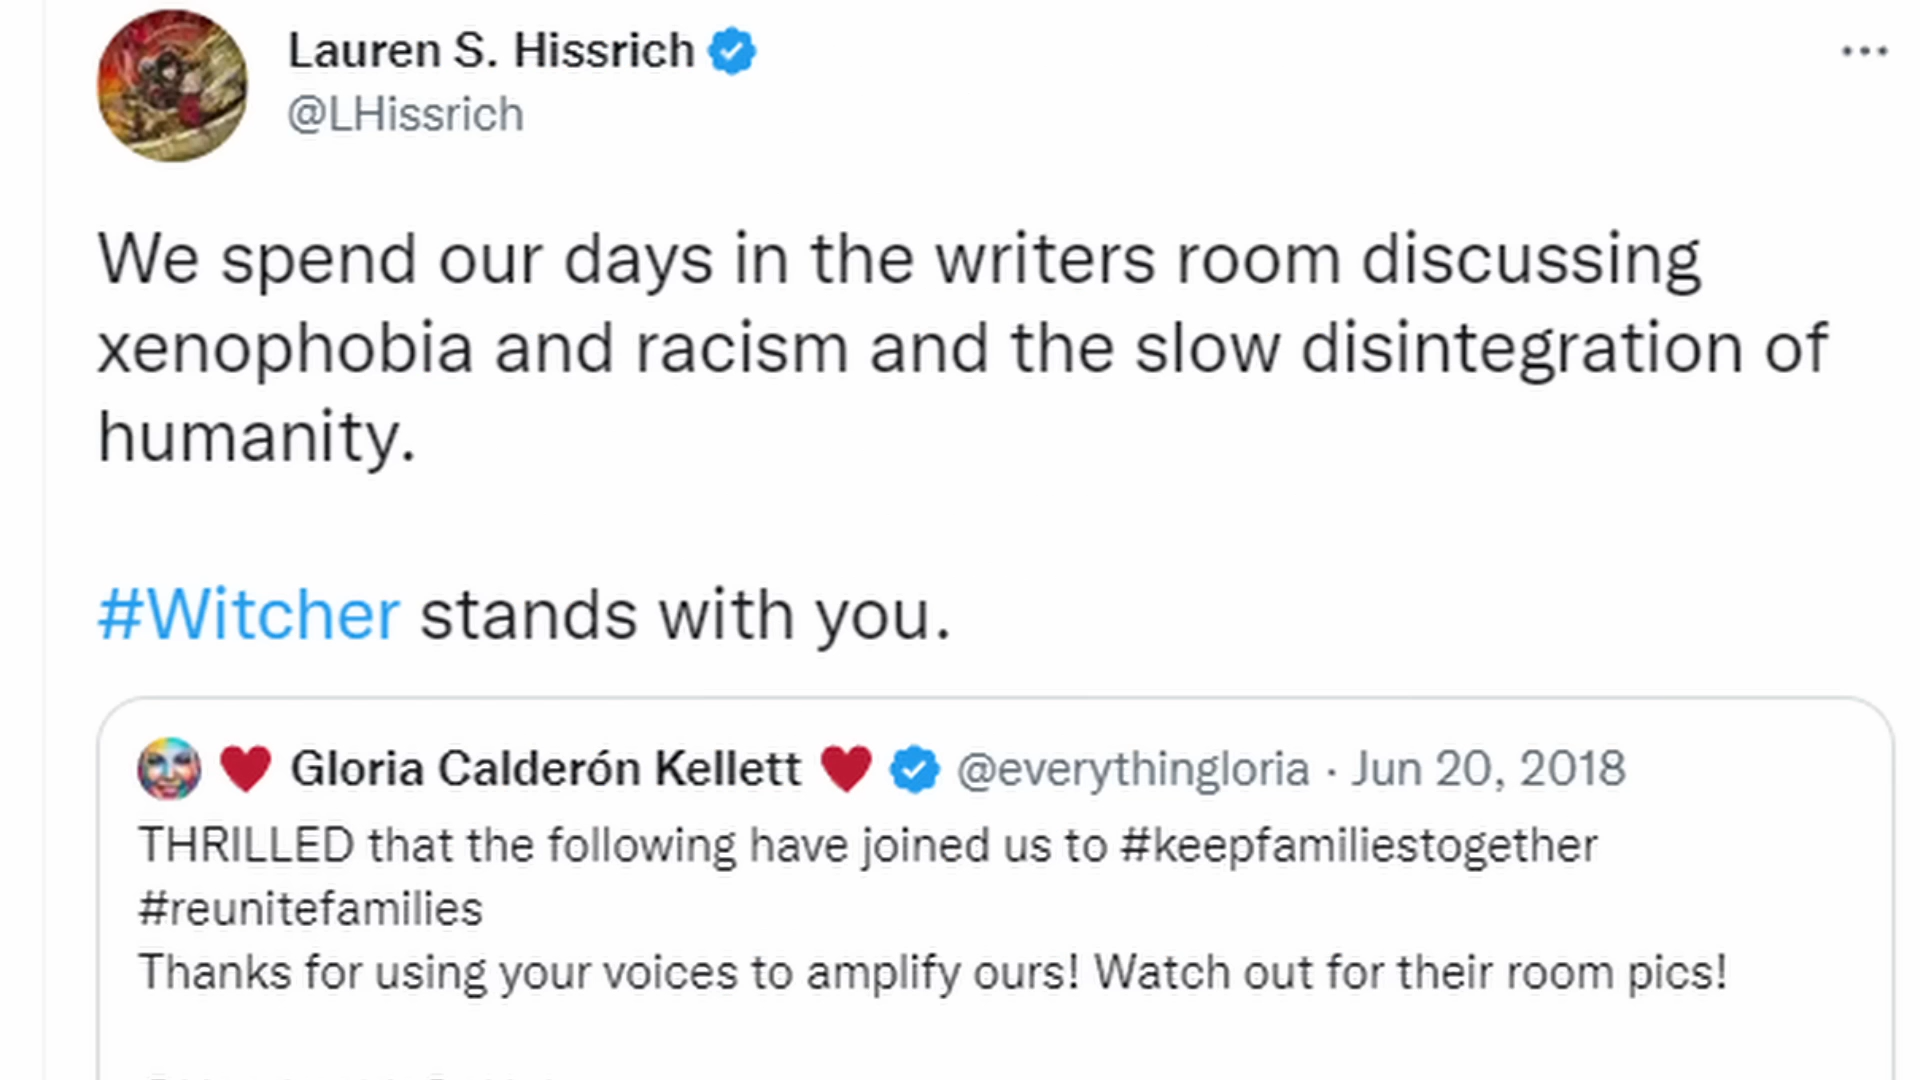 Lauren S. Hissrich
@LHissrich
We spend our days in the writers room discussing
xenophobia and racism and the slow disintegration of
humanity.
#Witcher stands with you.
Gloria Calderón Kellett @everythinggloria · Jun 20, 2018
THRILLED that the following have joined us to #keepfamiliestogether
#reunitefamilies
Thanks for using your voices to amplify ours! Watch out for their room pics!